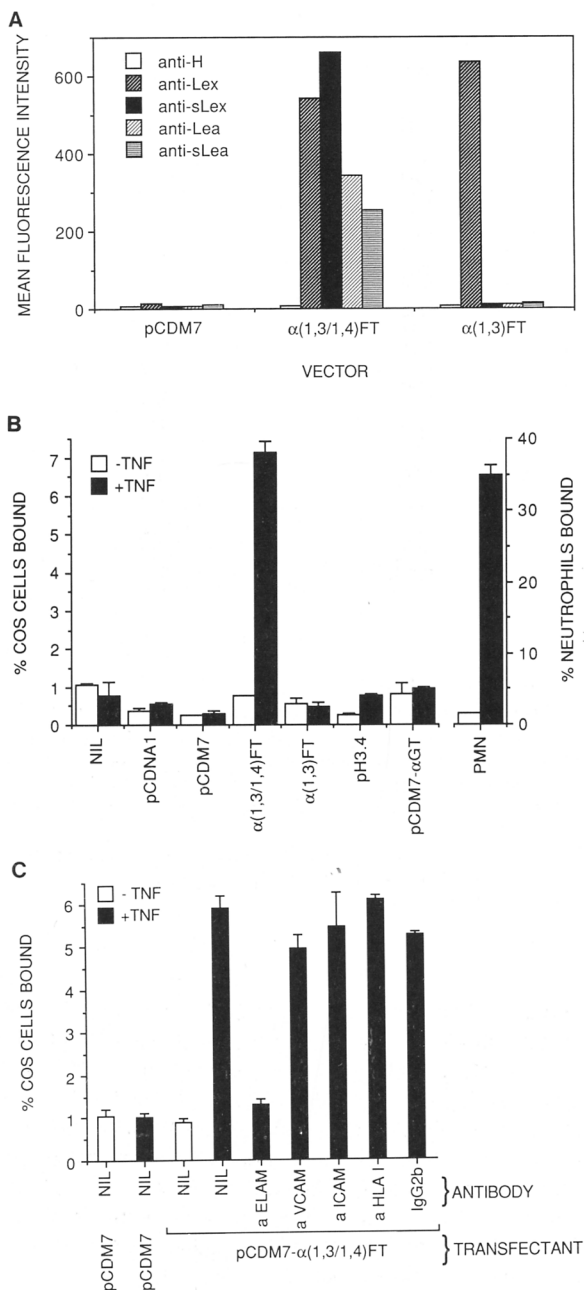 A
MEAN FLUORESCENCE INTENSITY
600
400
200
0
anti-H
anti-Lex
anti-sLex
anti-Lea
anti-sLea
pCDM7
α(1,3/1,4)FT
α(1,3)FT
VECTOR
B
% COS CELLS BOUND
7
6
5
4
3
2
1
0
-TNF
+TNF
40
30
20
10
0
% NEUTROPHILS BOUND
NIL
pCDNA1
pCDM7
α(1,3/1,4)FT
α(1,3)FT
pH3.4
pCDM7-αGT
PMN
C
% COS CELLS BOUND
6
5
4
3
2
1
0
- TNF
+TNF
NIL
NIL
NIL
NIL
a ELAM
a VCAM
a ICAM
a HLA I
IgG2b
} ANTIBODY
pCDM7
pCDM7
pCDM7-α(1,3/1,4)FT
} TRANSFECTANT